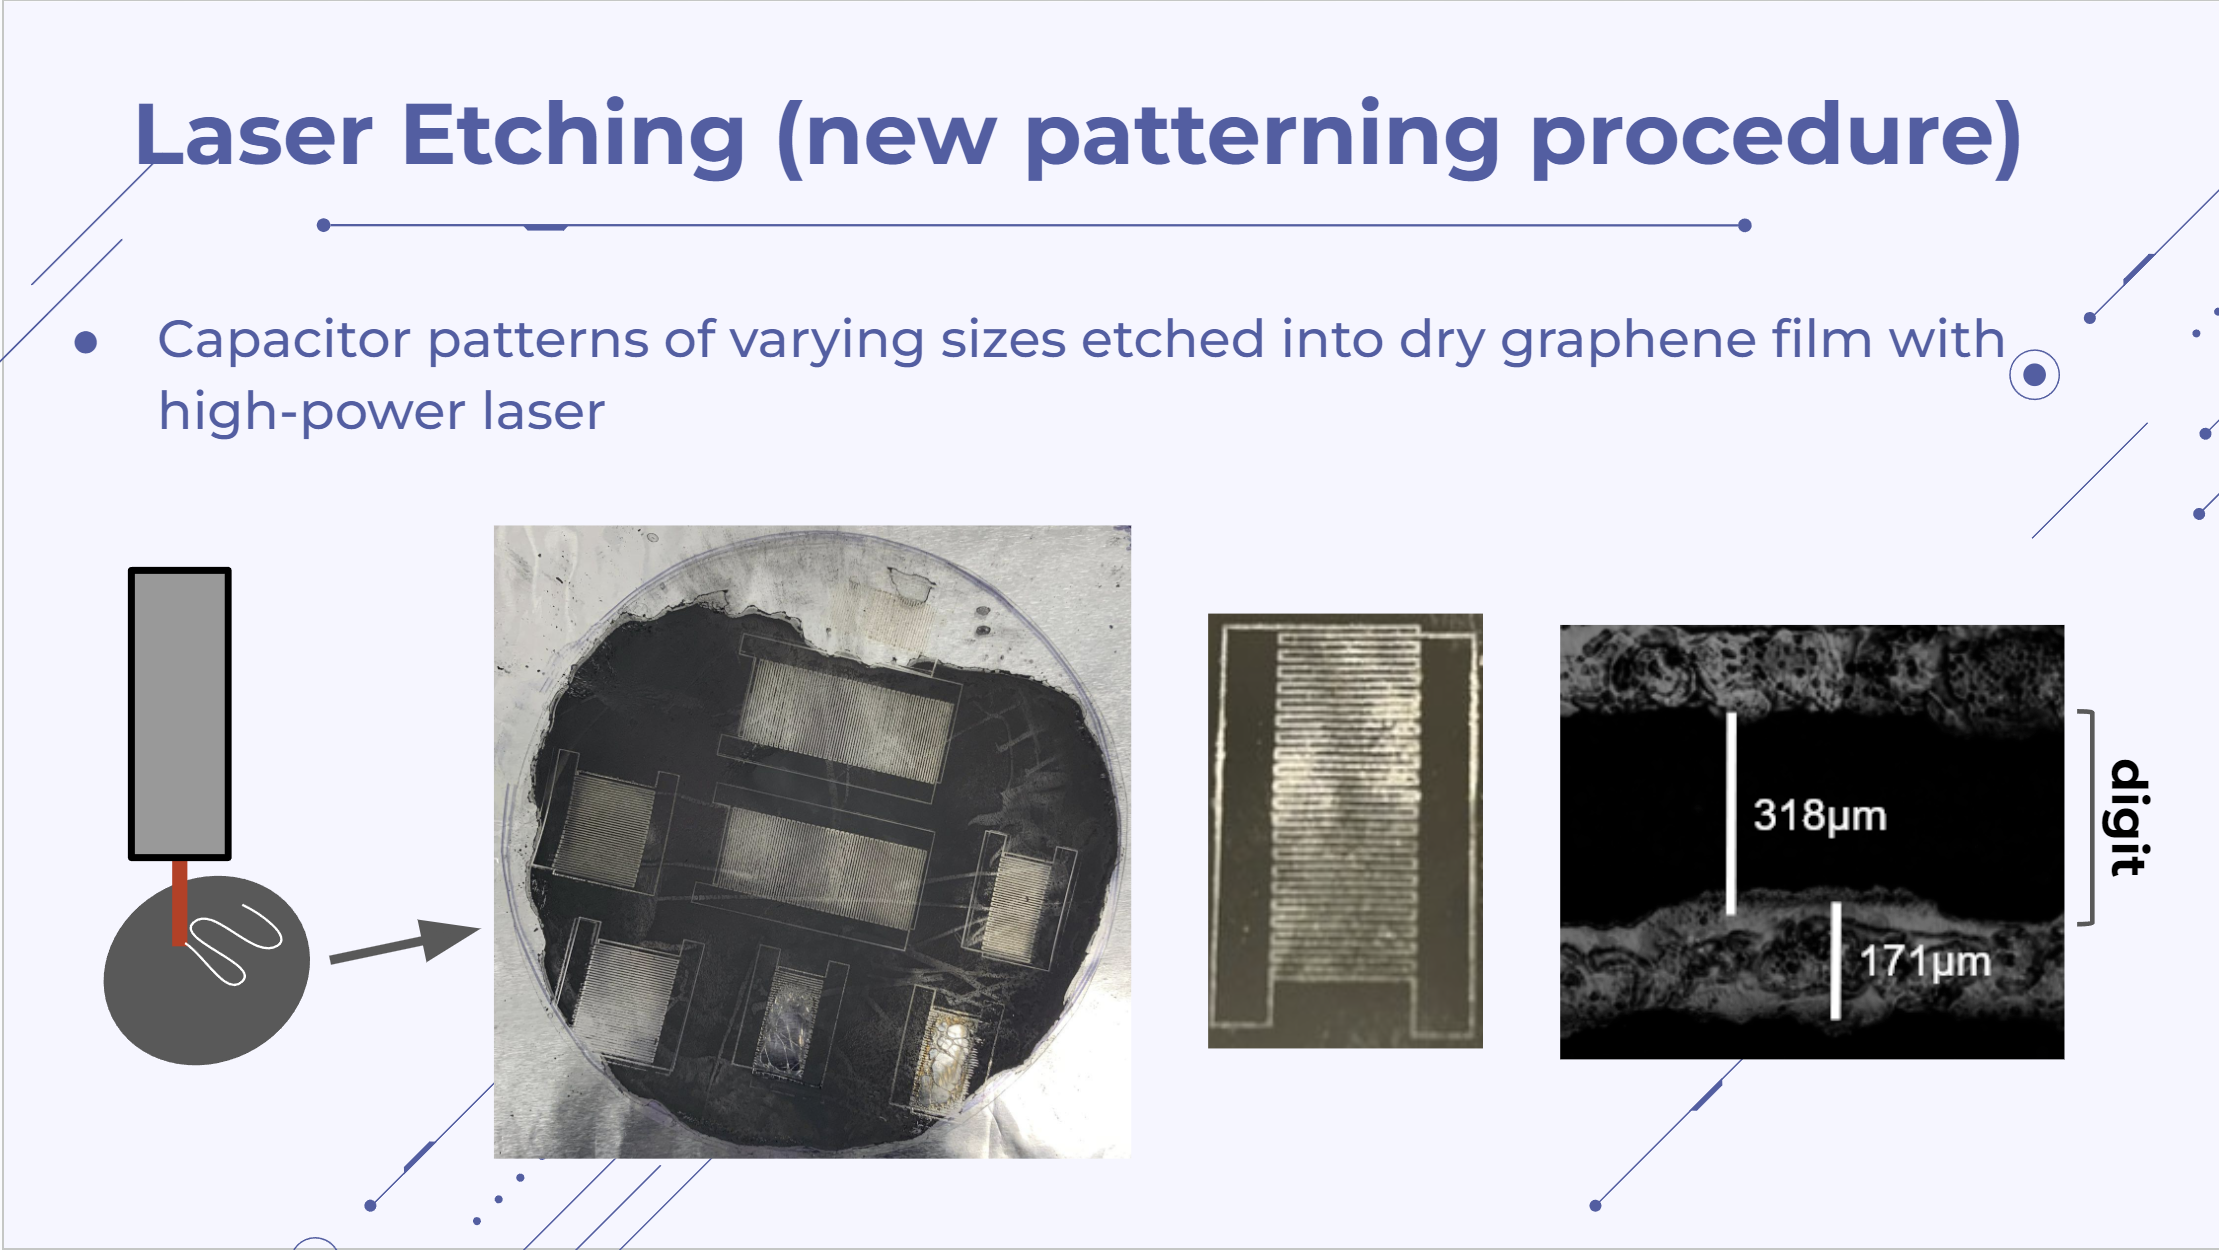 Laser Etching (new patterning procedure)
Capacitor patterns of varying sizes etched into dry graphene film with
high-power laser
318μm
171μm
digit